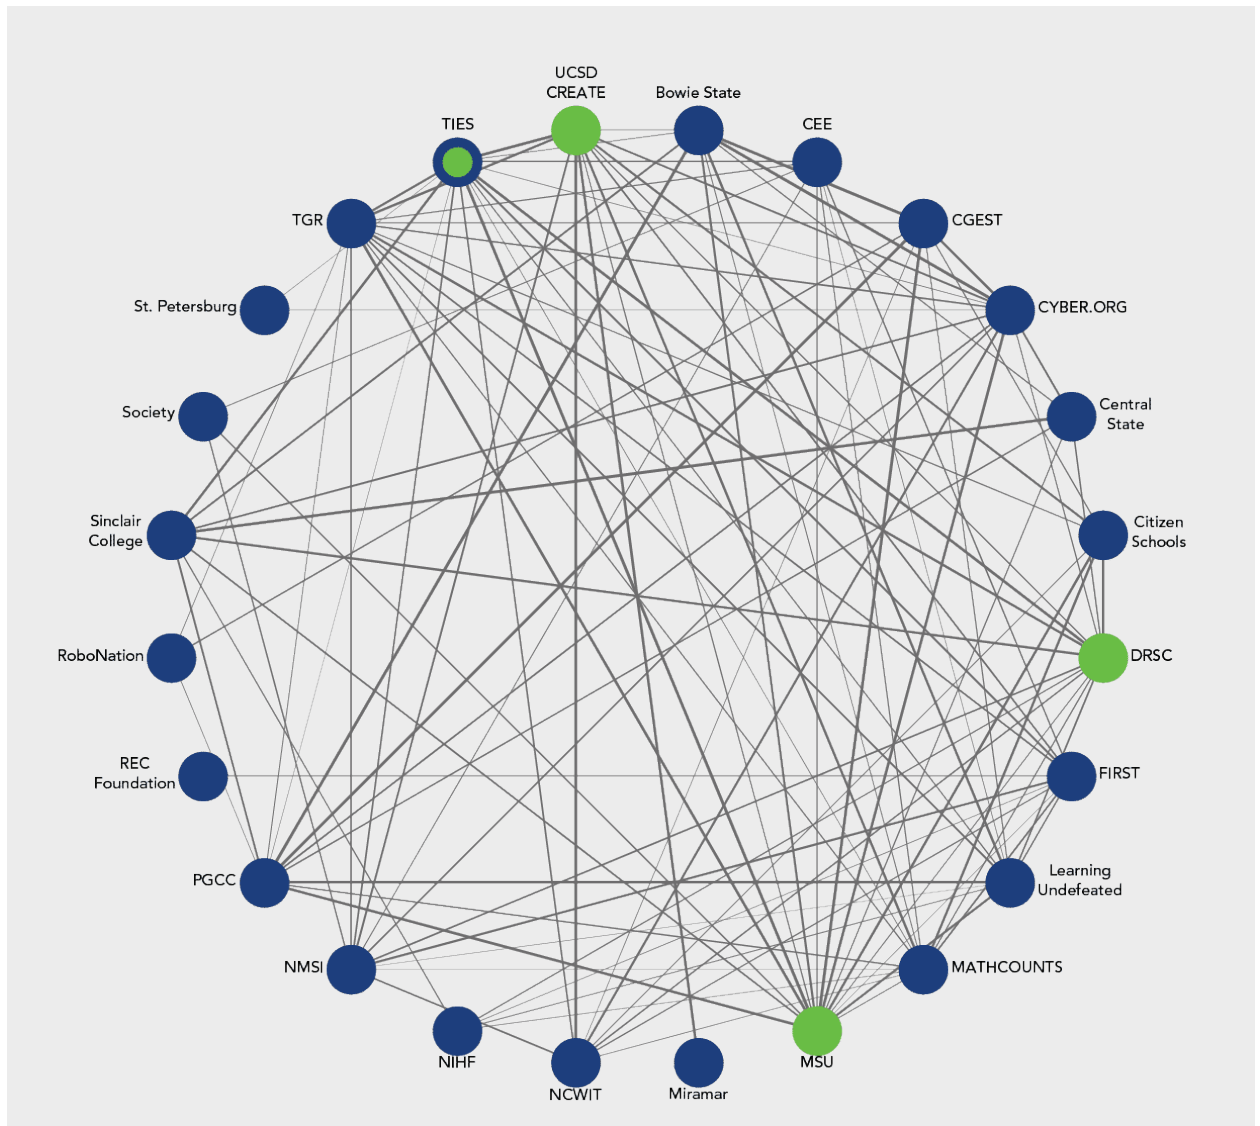 UCSD
CREATE
Bowie State
TIES
CEE
TGR
CGEST
St. Petersburg
CYBER.ORG
Society
Central
State
Sinclair
College
Citizen
Schools
RoboNation
DRSC
REC
Foundation
FIRST
PGCC
Learning
Undefeated
NMSI
MATHCOUNTS
NIHF
MSU
NCWIT
Miramar